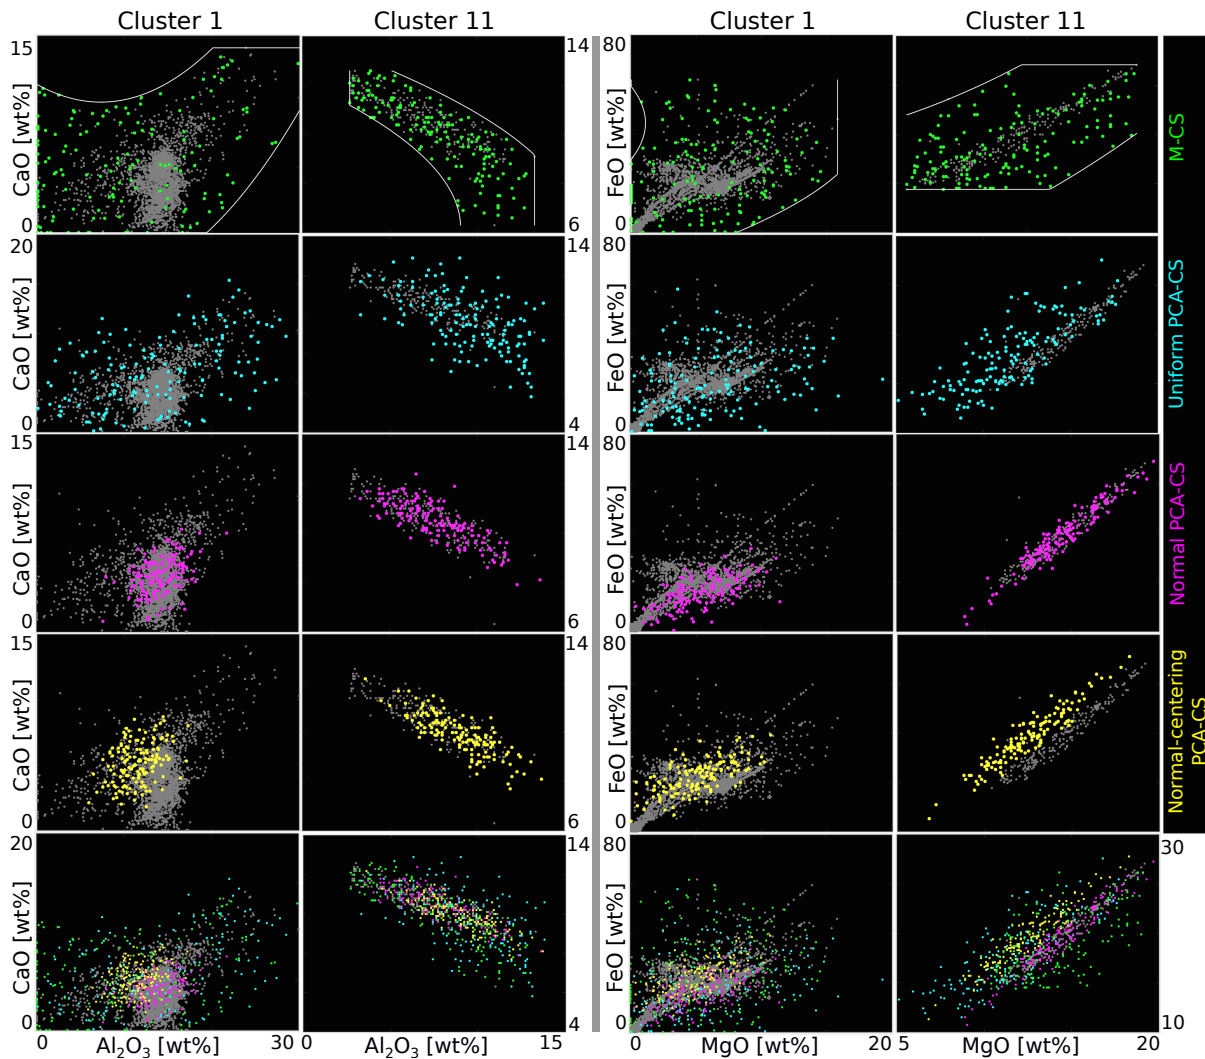 Cluster 1 Cluster 11 Cluster 1 Cluster 11
15 14 80
CaO [wt%] FeO [wt%] M-CS
0 6 0
20 14 80
CaO [wt%] FeO [wt%] Uniform PCA-CS
0 4 0
15 14 80
CaO [wt%] FeO [wt%] Normal PCA-CS
0 6 0
15 14 80
CaO [wt%] FeO [wt%] Normal-centering
PCA-CS
0 6 0
20 14 80 30
CaO [wt%] FeO [wt%]
0 4 0 10
0 30 0 15 0 20 5 20
Al₂O₃ [wt%] Al₂O₃ [wt%] MgO [wt%] MgO [wt%]